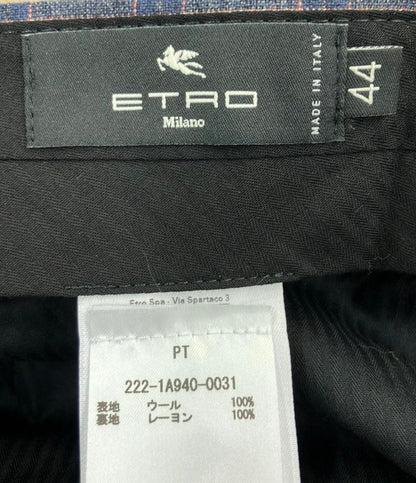 ETRO
Milano
MADE IN ITALY
44
Etro Spa - Via Spartaco 3
PT
222-1A940-0031
表地 ウール 100%
裏地 レーヨン 100%